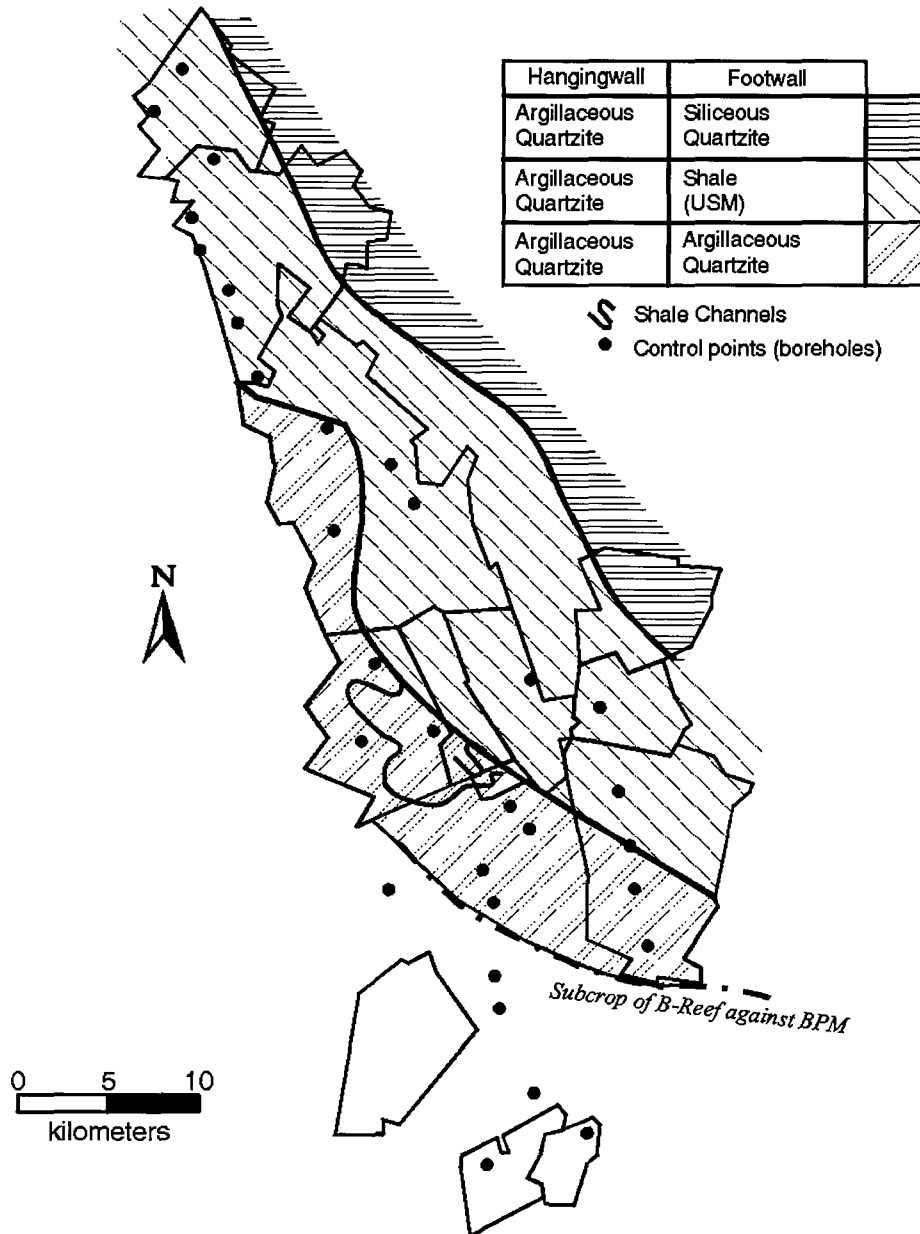 Hangingwall Footwall
Argillaceous Quartzite Siliceous Quartzite
Argillaceous Quartzite Shale (USM)
Argillaceous Quartzite Argillaceous Quartzite
Shale Channels
Control points (boreholes)
N
Subcrop of B-Reef against BPM
0 5 10
kilometers